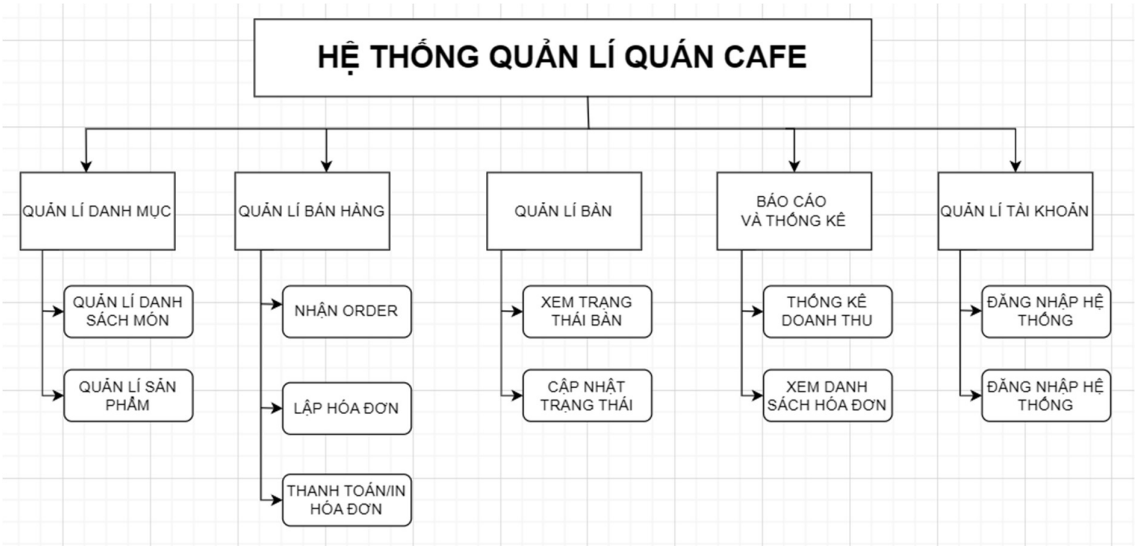 HỆ THỐNG QUẢN LÍ QUÁN CAFE
QUẢN LÍ DANH MỤC
QUẢN LÍ DANH
SÁCH MÓN
QUẢN LÍ SẢN
PHẨM
QUẢN LÍ BÁN HÀNG
NHẬN ORDER
LẬP HÓA ĐƠN
THANH TOÁN/IN
HÓA ĐƠN
QUẢN LÍ BÀN
XEM TRẠNG
THÁI BÀN
CẬP NHẬT
TRẠNG THÁI
BÁO CÁO
VÀ THỐNG KÊ
THỐNG KÊ
DOANH THU
XEM DANH
SÁCH HÓA ĐƠN
QUẢN LÍ TÀI KHOẢN
ĐĂNG NHẬP HỆ
THỐNG
ĐĂNG NHẬP HỆ
THỐNG